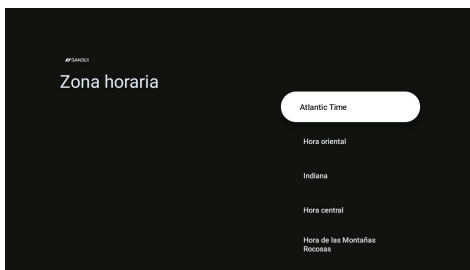 SANSUI
Zona horaria
Atlantic Time
Hora oriental
Indiana
Hora central
Hora de las Montañas
Rocosas